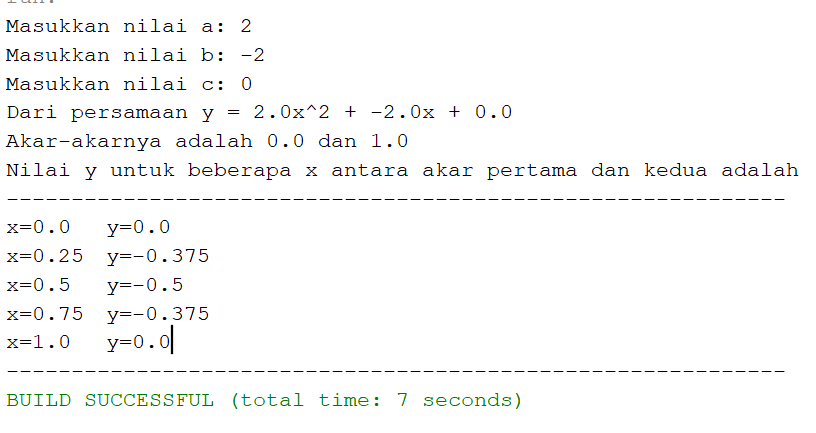 Masukkan nilai a: 2
Masukkan nilai b: -2
Masukkan nilai c: 0
Dari persamaan y = 2.0x^2 + -2.0x + 0.0
Akar-akarnya adalah 0.0 dan 1.0
Nilai y untuk beberapa x antara akar pertama dan kedua adalah
------------------------------------------------------------
x=0.0 y=0.0
x=0.25 y=-0.375
x=0.5 y=-0.5
x=0.75 y=-0.375
x=1.0 y=0.0
------------------------------------------------------------
BUILD SUCCESSFUL (total time: 7 seconds)